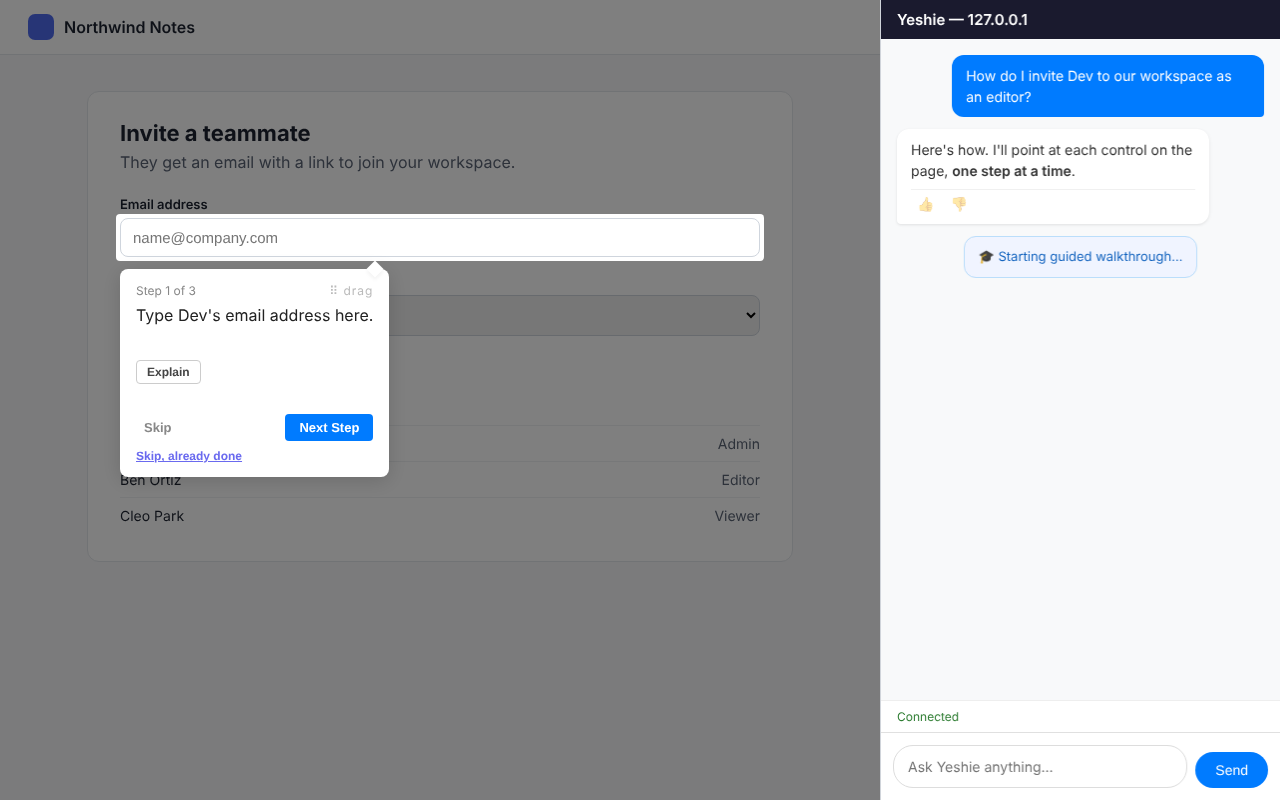 Northwind Notes
Invite a teammate
They get an email with a link to join your workspace.
Email address
name@company.com
Step 1 of 3
⠿ drag
Type Dev's email address here.
Explain
Skip
Next Step
Skip, already done
Admin
Ben Ortiz
Editor
Cleo Park
Viewer
Yeshie — 127.0.0.1
How do I invite Dev to our workspace as
an editor?
Here's how. I'll point at each control on the
page, one step at a time.
👍 👎
🎓 Starting guided walkthrough...
Connected
Ask Yeshie anything...
Send